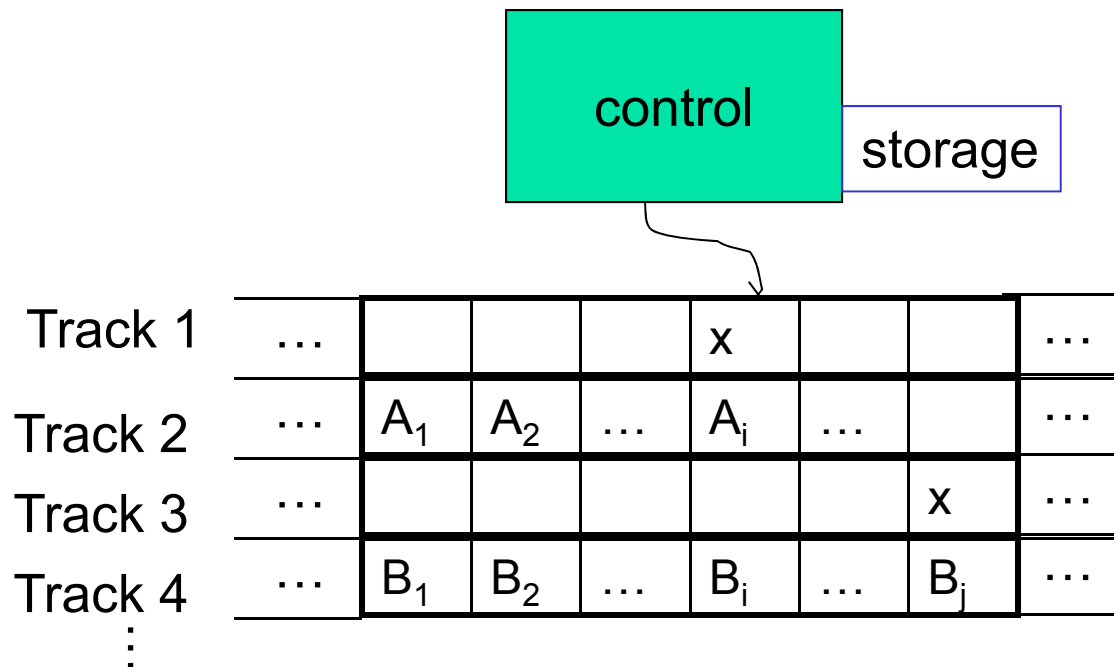 control
storage
Track 1 … x …
Track 2 … A₁ A₂ … Aᵢ … …
Track 3 … x …
Track 4 … B₁ B₂ … Bᵢ … Bⱼ …
⋮